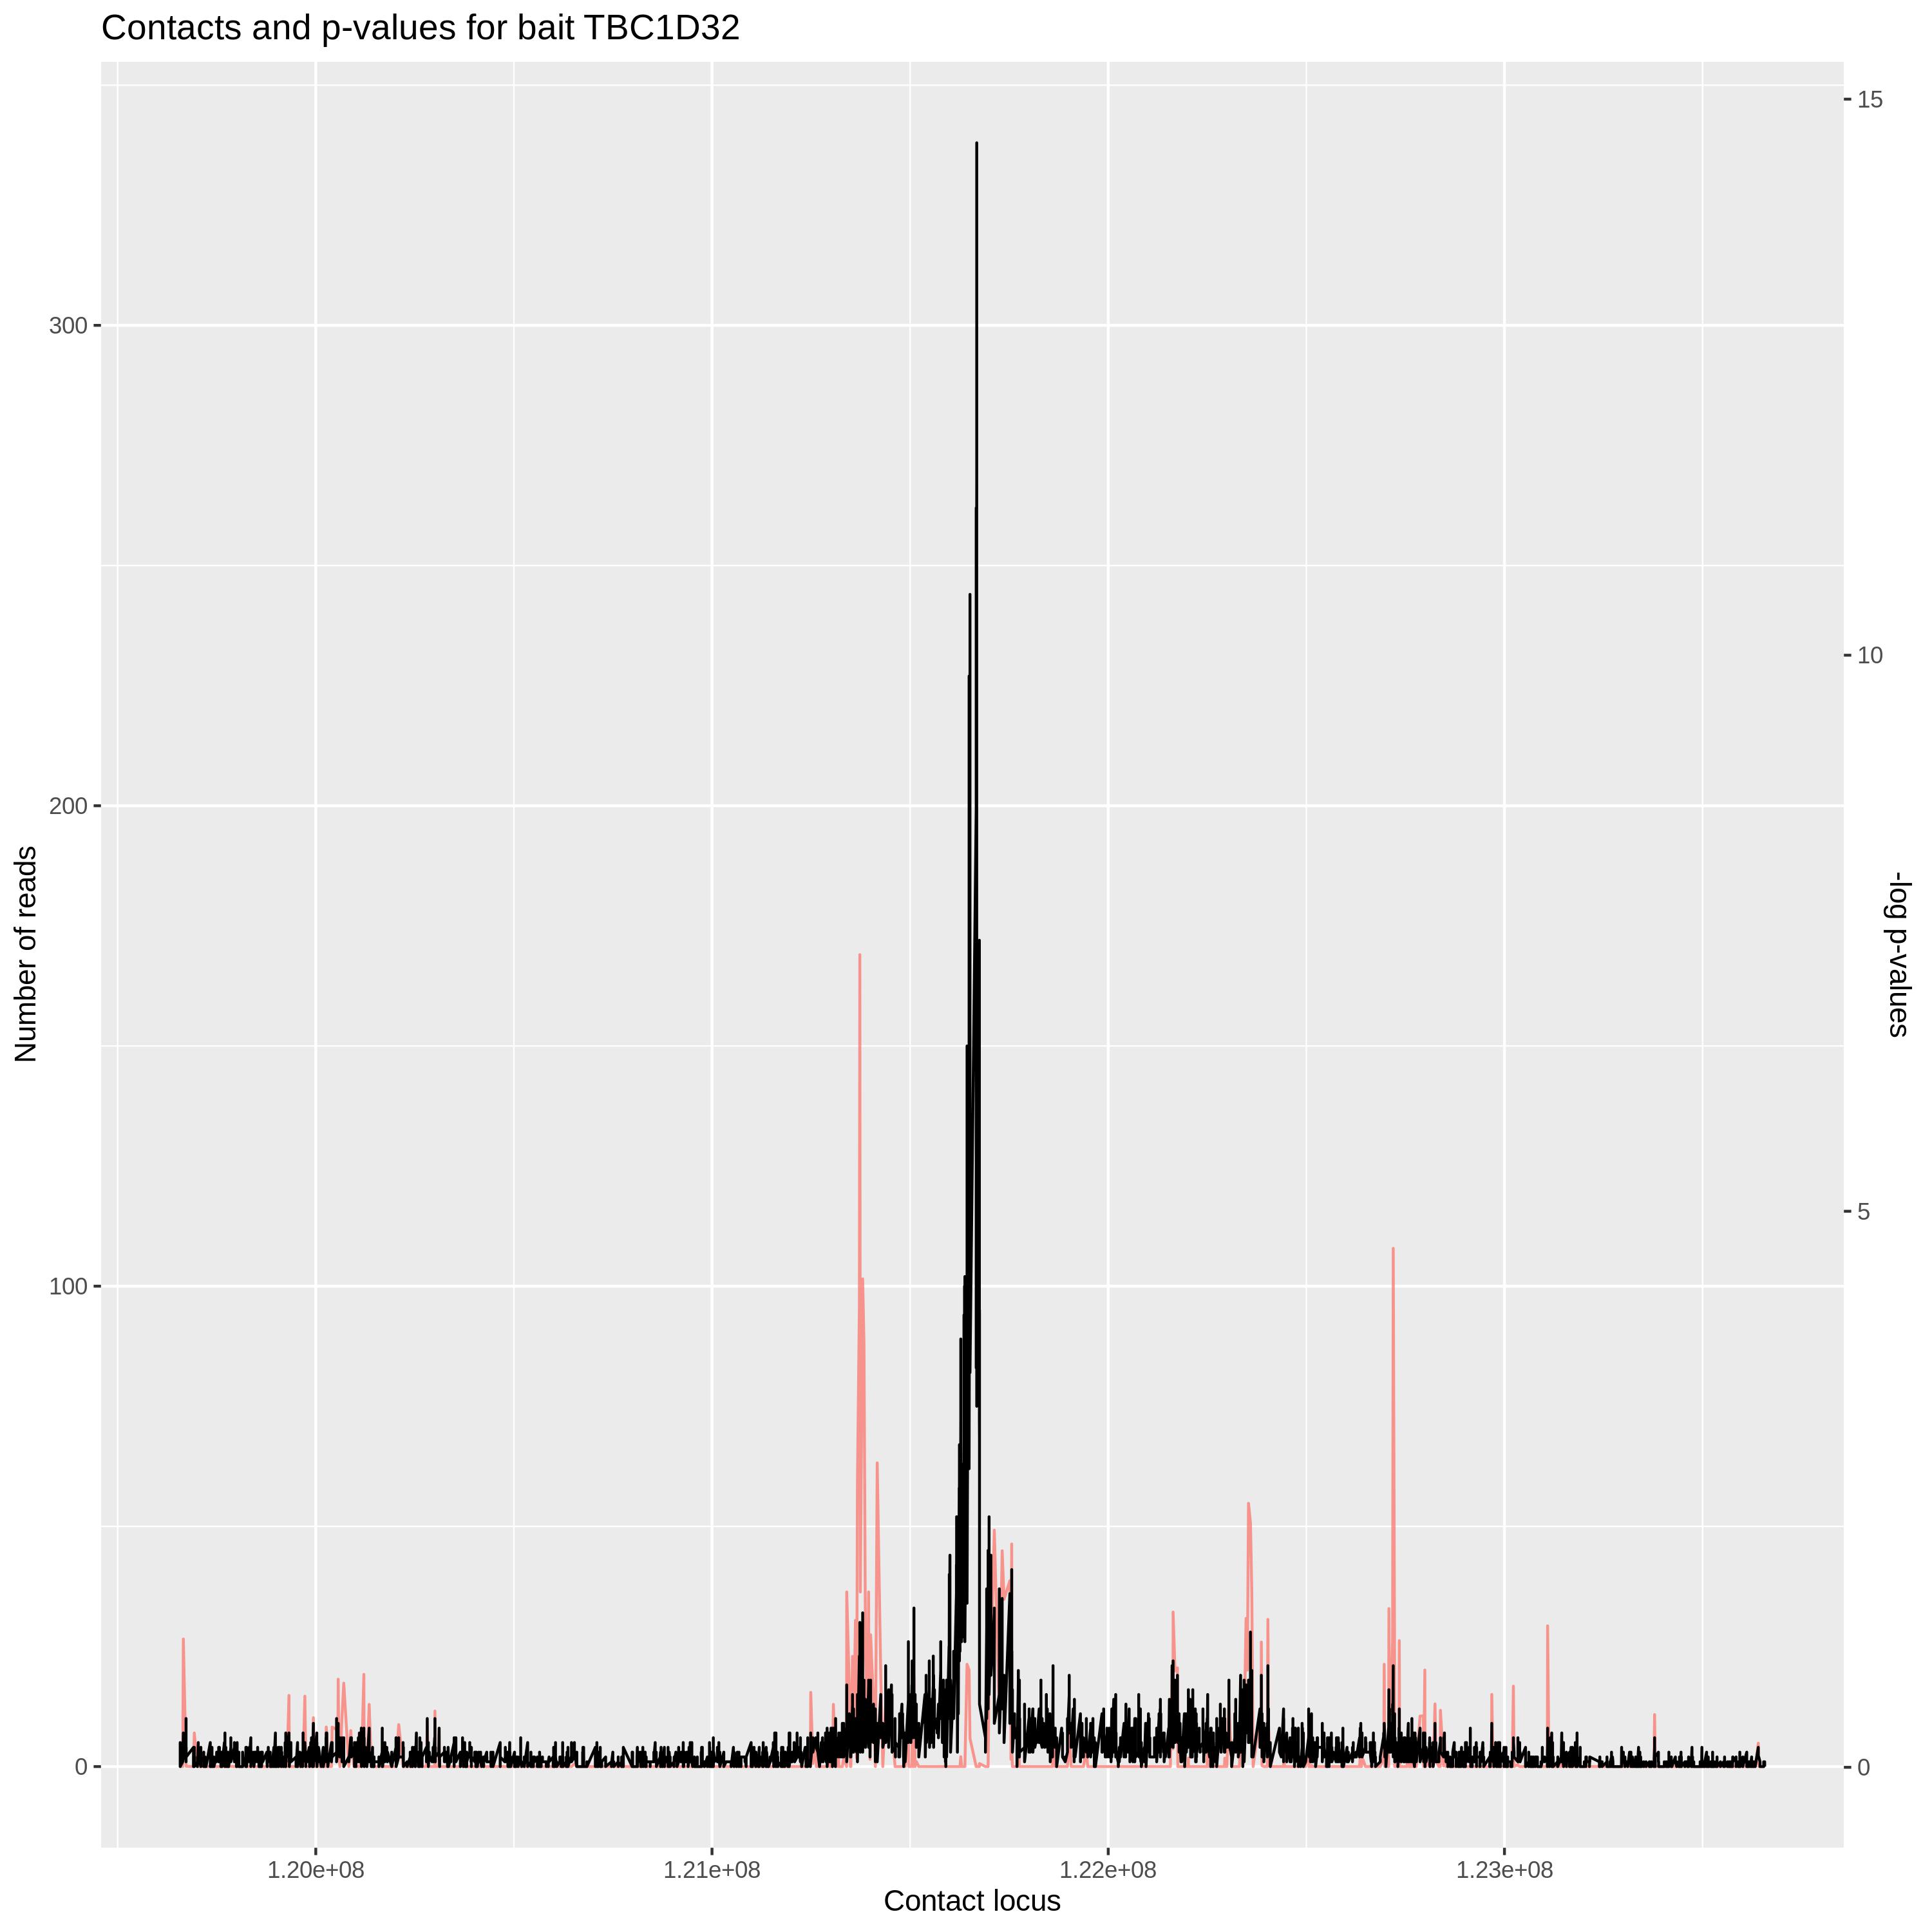 Contacts and p-values for bait TBC1D32
300
200
100
0
Number of reads
15
10
5
0
-log p-values
1.20e+08
1.21e+08
1.22e+08
1.23e+08
Contact locus